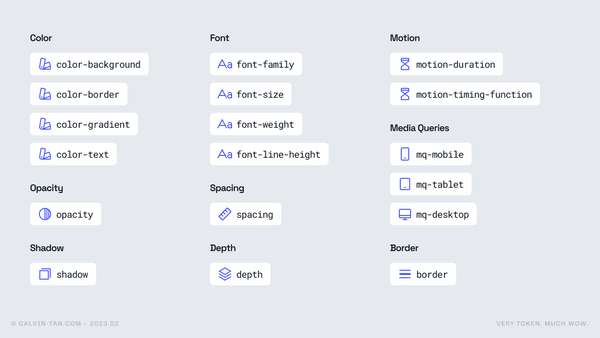 Color
color-background
color-border
color-gradient
color-text
Opacity
opacity
Shadow
shadow
Font
Aa font-family
Aa font-size
Aa font-weight
Aa font-line-height
Spacing
spacing
Depth
depth
Motion
motion-duration
motion-timing-function
Media Queries
mq-mobile
mq-tablet
mq-desktop
Border
border
© CALVIN-TAN.COM – 2023.02
VERY TOKEN. MUCH WOW.